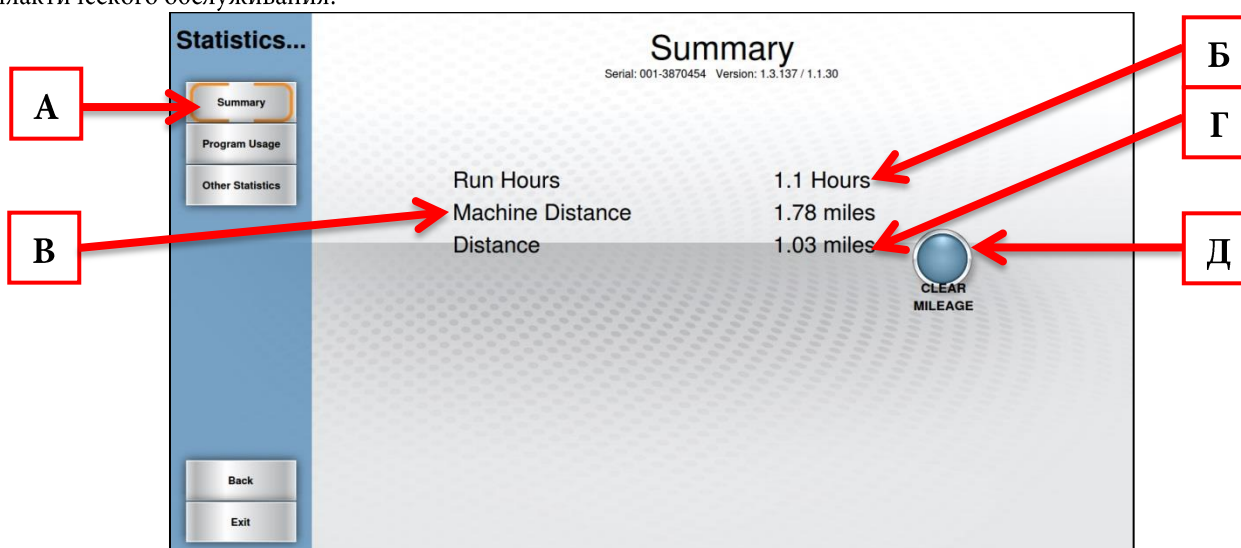 обслуживания.
Statistics...
Summary
Serial: 001-3870454 Version: 1.3.137 / 1.1.30
А
Summary
Program Usage
Other Statistics
Б
Г
Run Hours 1.1 Hours
Machine Distance 1.78 miles
Distance 1.03 miles
В
Д
CLEAR
MILEAGE
Back
Exit